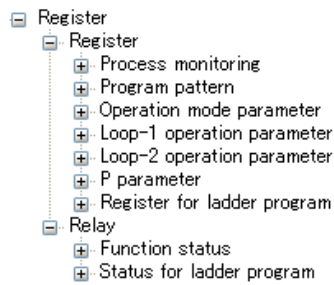 Register
Register
Process monitoring
Program pattern
Operation mode parameter
Loop-1 operation parameter
Loop-2 operation parameter
P parameter
Register for ladder program
Relay
Function status
Status for ladder program